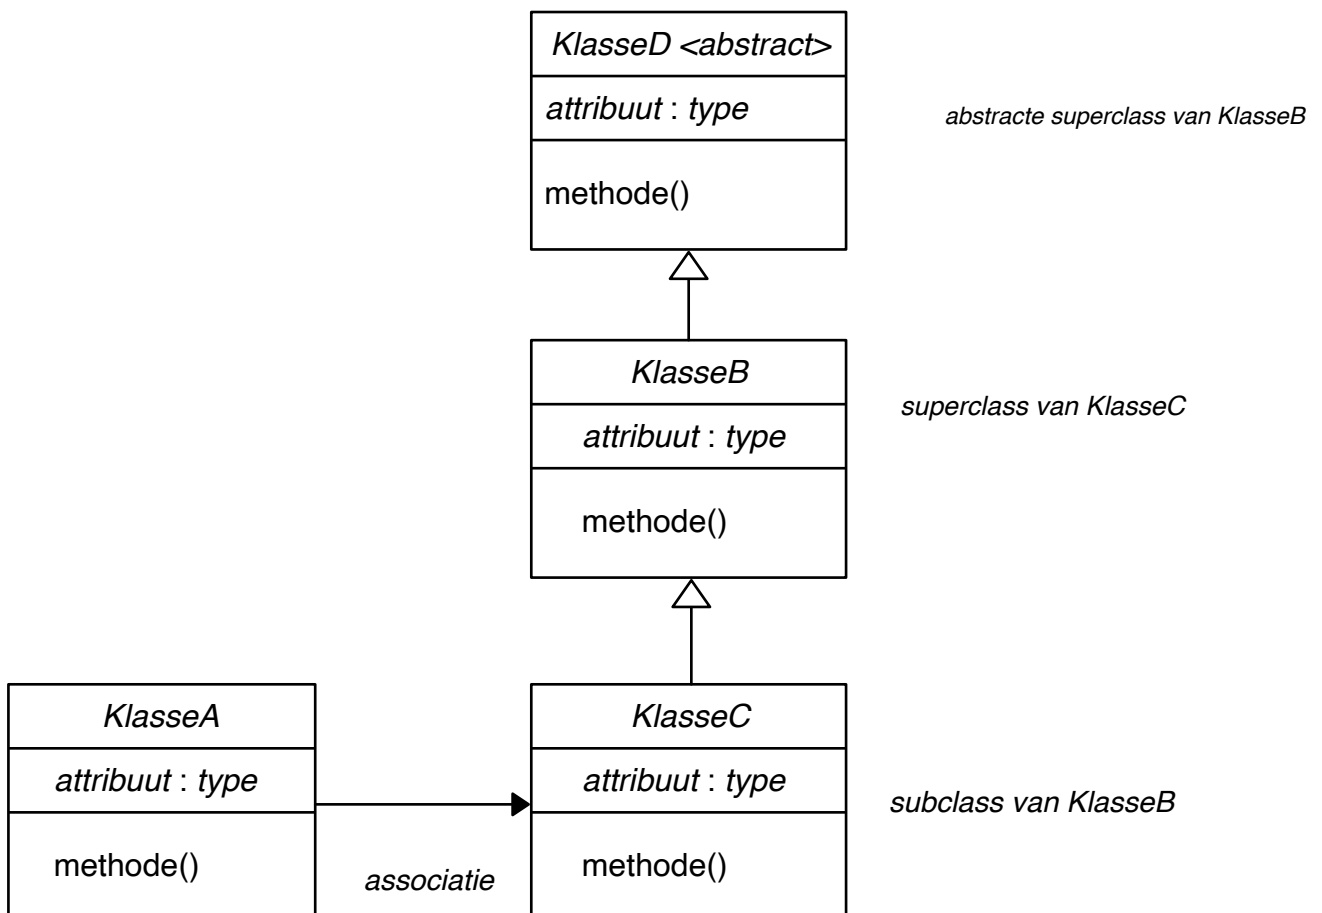 KlasseD <abstract>
attribuut : type
abstracte superclass van KlasseB
methode()
KlasseB
superclass van KlasseC
attribuut : type
methode()
KlasseA
attribuut : type
methode()
associatie
KlasseC
attribuut : type
methode()
subclass van KlasseB